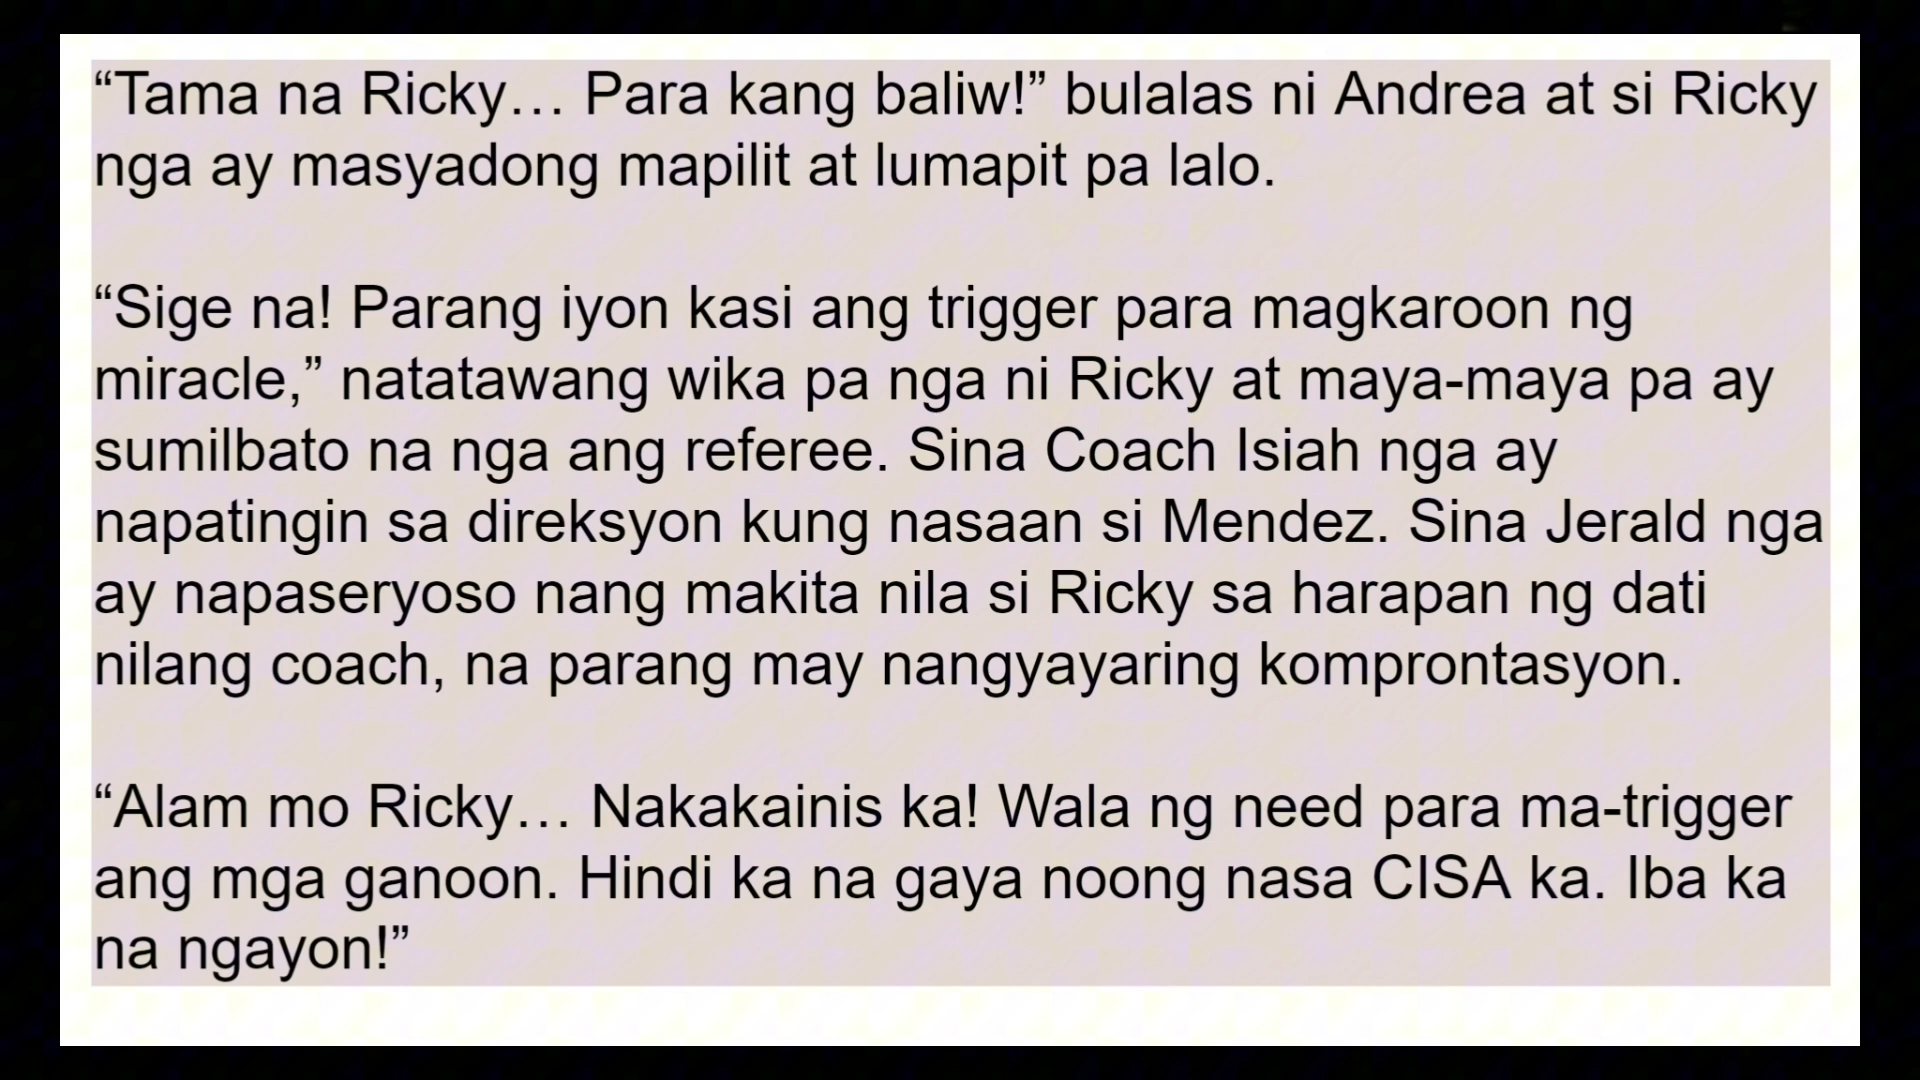 “Tama na Ricky… Para kang baliw!” bulalas ni Andrea at si Ricky
nga ay masyadong mapilit at lumapit pa lalo.
“Sige na! Parang iyon kasi ang trigger para magkaroon ng
miracle,” natatawang wika pa nga ni Ricky at maya-maya pa ay
sumilbato na nga ang referee. Sina Coach Isiah nga ay
napatingin sa direksyon kung nasaan si Mendez. Sina Jerald nga
ay napaseryoso nang makita nila si Ricky sa harapan ng dati
nilang coach, na parang may nangyayaring komprontasyon.
“Alam mo Ricky… Nakakainis ka! Wala ng need para ma-trigger
ang mga ganoon. Hindi ka na gaya noong nasa CISA ka. Iba ka
na ngayon!”